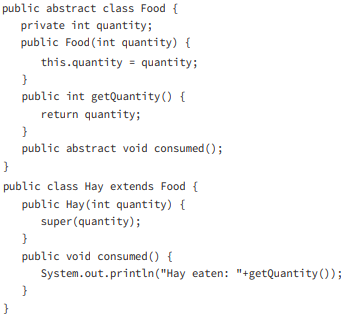 public abstract class Food {
   private int quantity;
   public Food(int quantity) {
      this.quantity = quantity;
   }
   public int getQuantity() {
      return quantity;
   }
   public abstract void consumed();
}
public class Hay extends Food {
   public Hay(int quantity) {
      super(quantity);
   }
   public void consumed() {
      System.out.println("Hay eaten: "+getQuantity());
   }
}